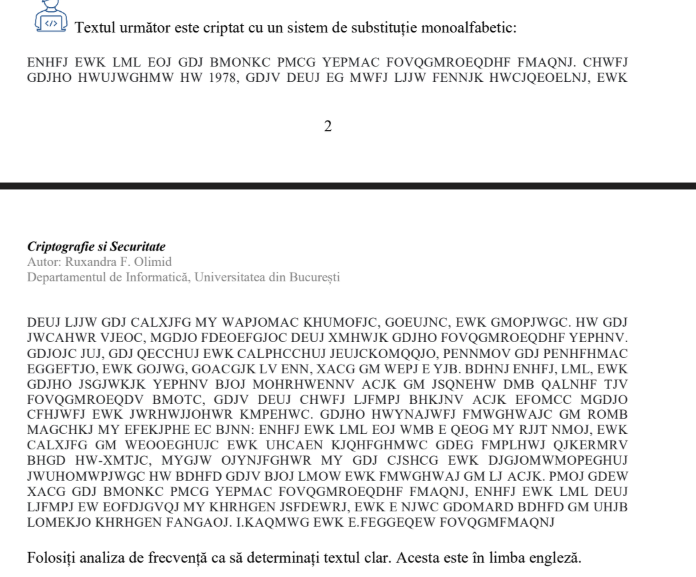 Textul următor este criptat cu un sistem de substituție monoalfabetic:
ENHFJ EWK LML EOJ GDJ BMONKC PMCG YEPMAC FOVQGMROEQDHF FMAQNJ. CHWFJ
GDJHO HWUJWGHMW HW 1978, GDJV DEUJ EG MWFJ LJJW FENNJK HWCJQEOELNJ, EWK
2
Criptografie si Securitate
Autor: Ruxandra F. Olimid
Departamentul de Informatică, Universitatea din București
DEUJ LJJW GDJ CALXJFG MY WAPJOMAC KHUMOFJC, GOEUJNC, EWK GMOPJWGC. HW GDJ
JWCAHWR VJEOC, MGDJO FDEOEFGJOC DEUJ XMHWJK GDJHO FOVQGMROEQDHF YEPHNV.
GDJOJC JUJ, GDJ QECCHUJ EWK CALPHCCHUJ JEUJCKOMQQJO, PENNMOV GDJ PENHFHMAC
EGGEFTJO, EWK GOJWG, GOACGJK LV ENN, XACG GM WEPJ E YJB. BDHNJ ENHFJ, LML, EWK
GDJHO JSGJWKJK YEPHNV BJOJ MOHRHWENNV ACJK GM JSQNEHW DMB QALNHF TJV
FOVQGMROEQDV BMOTC, GDJV DEUJ CHWFJ LJFMPJ BHKJNV ACJK EFOMCC MGDJO
CFHJWFJ EWK JWRHWJJOHWR KMPEHWC. GDJHO HWYNAJWFJ FMWGHWAJC GM ROMB
MAGCHKJ MY EFEKJPHE EC BJNN: ENHFJ EWK LML EOJ WMB E QEOG MY RJJT NMOJ, EWK
CALXJFG GM WEOOEGHUJC EWK UHCAEN KJQHFGHMWC GDEG FMPLHWJ QJKERMRV
BHGD HW-XMTJC, MYGJW OJYNJFGHWR MY GDJ CJSHCG EWK DJGJOMWMOPEGHUJ
JWUHOMWPJWGC HW BDHFD GDJV BJOJ LMOW EWK FMWGHWAJ GM LJ ACJK. PMOJ GDEW
XACG GDJ BMONKC PMCG YEPMAC FOVQGMROEQDHF FMAQNJ, ENHFJ EWK LML DEUJ
LJFMPJ EW EOFDJGVQJ MY KHRHGEN JSFDEWRJ, EWK E NJWC GDOMARD BDHFD GM UHJB
LOMEKJO KHRHGEN FANGAOJ. I.KAQMWG EWK E.FEGGEQEW FOVQGMFMAQNJ
Folosiți analiza de frecvență ca să determinați textul clar. Acesta este în limba engleză.